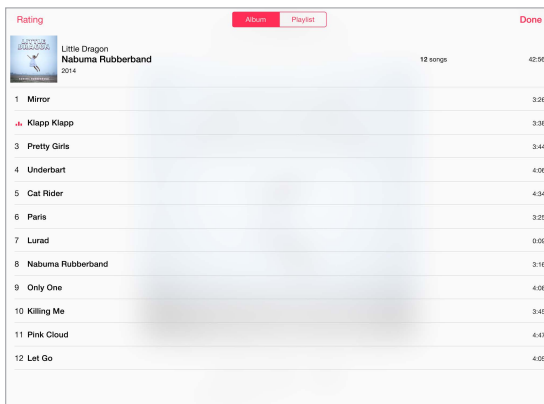 Rating Album Playlist Done
LITTLE
DRAGON
Little Dragon
Nabuma Rubberband
2014
12 songs 42:56
1 Mirror 3:26
Klapp Klapp 3:38
3 Pretty Girls 3:44
4 Underbart 4:06
5 Cat Rider 4:34
6 Paris 3:25
7 Lurad 0:09
8 Nabuma Rubberband 3:16
9 Only One 4:06
10 Killing Me 3:45
11 Pink Cloud 4:47
12 Let Go 4:05